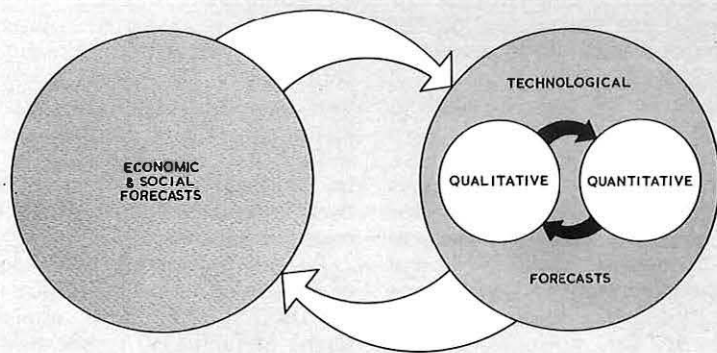 ECONOMIC
& SOCIAL
FORECASTS
TECHNOLOGICAL
QUALITATIVE
QUANTITATIVE
FORECASTS